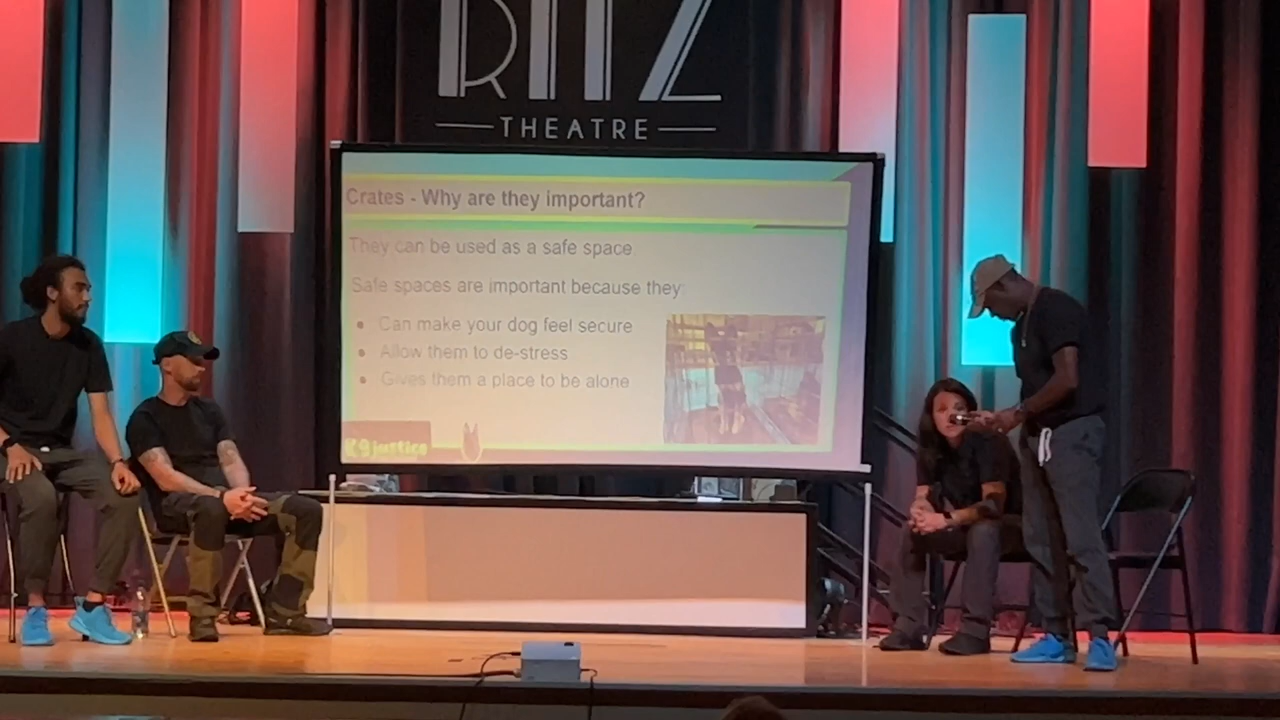 RITZ
THEATRE
Crates - Why are they important?
They can be used as a safe space
Safe spaces are important because they
• Can make your dog feel secure
• Allow them to de-stress
• Gives them a place to be alone
K9 justice